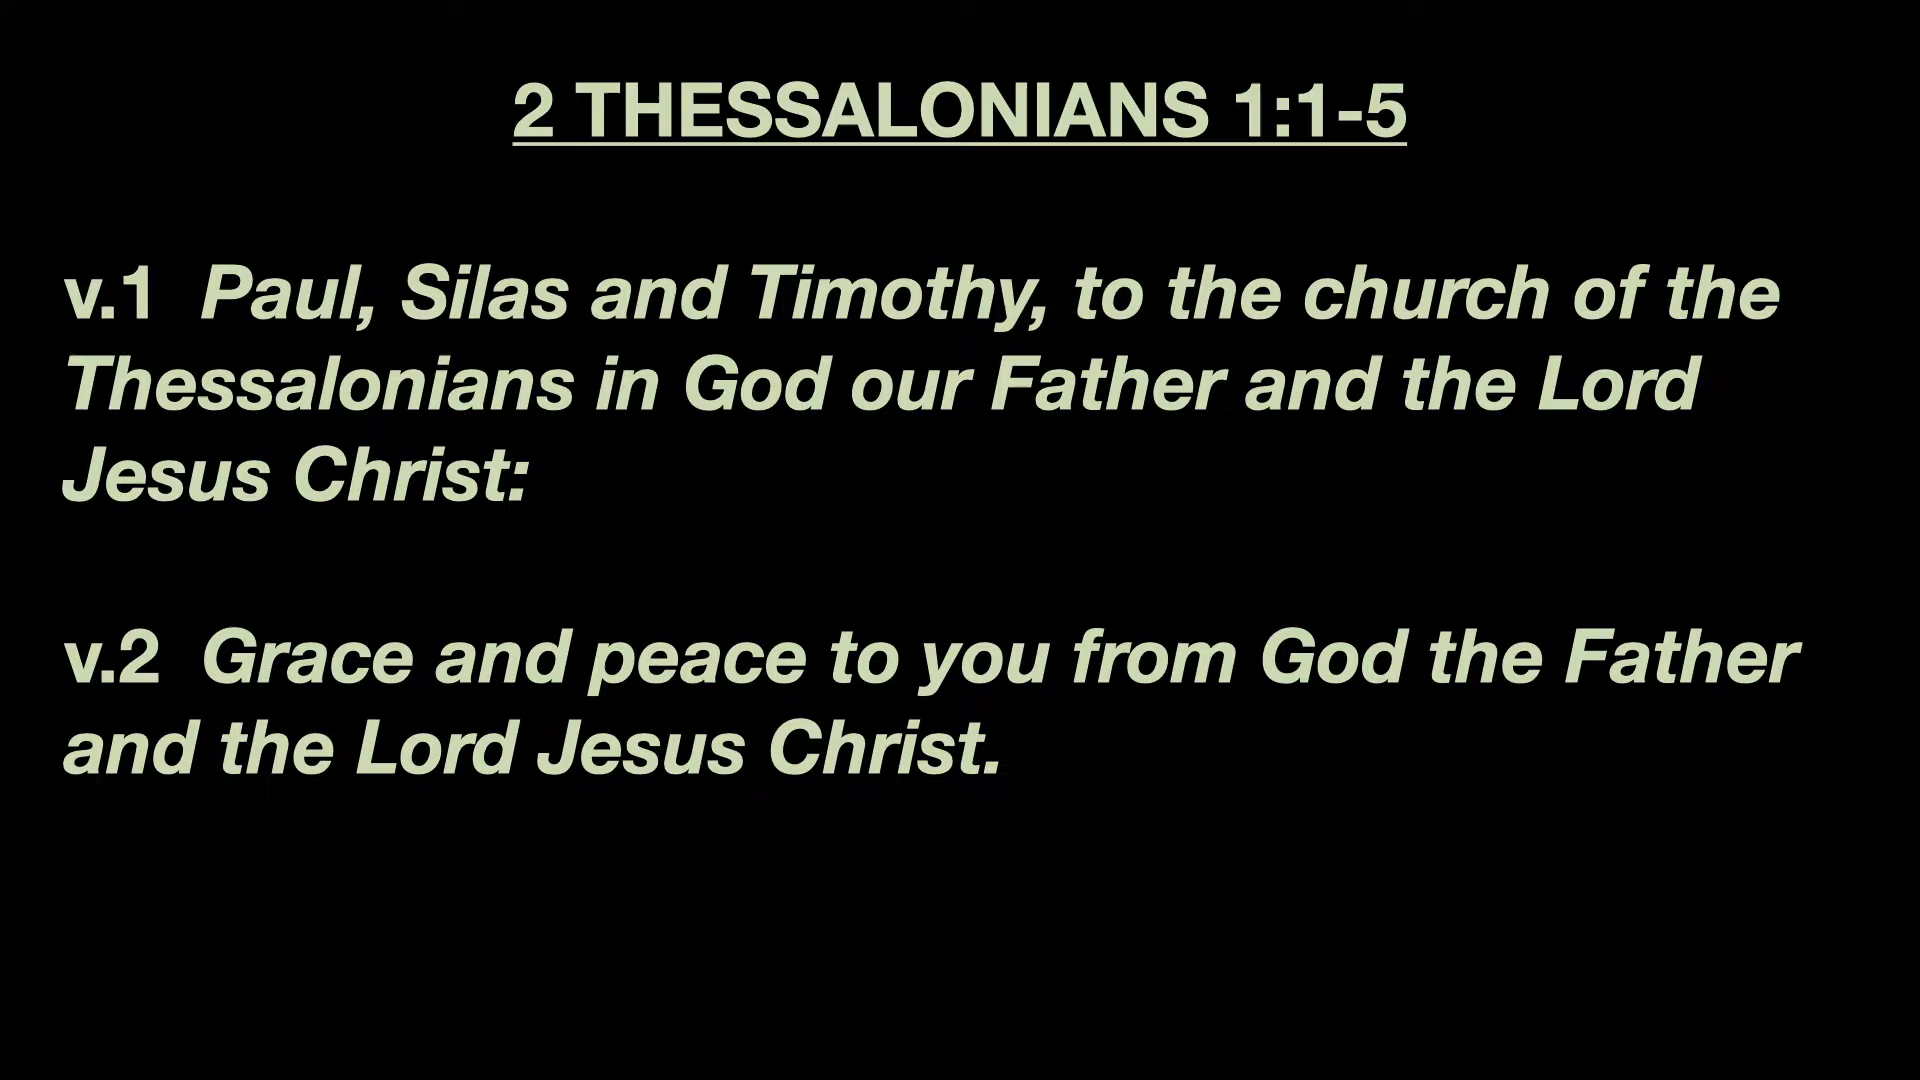 2 THESSALONIANS 1:1-5
v.1 Paul, Silas and Timothy, to the church of the
Thessalonians in God our Father and the Lord
Jesus Christ:
v.2 Grace and peace to you from God the Father
and the Lord Jesus Christ.